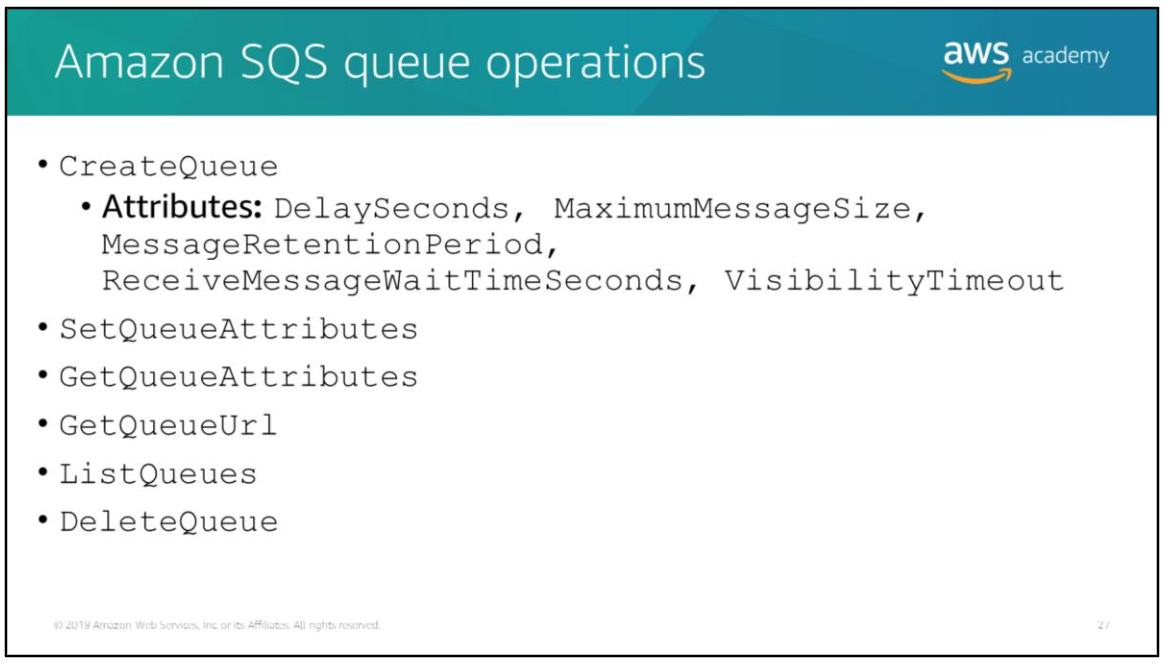 Amazon SQS queue operations
aws academy
• CreateQueue
• Attributes: DelaySeconds, MaximumMessageSize,
MessageRetentionPeriod,
ReceiveMessageWaitTimeSeconds, VisibilityTimeout
• SetQueueAttributes
• GetQueueAttributes
• GetQueueUrl
• ListQueues
• DeleteQueue
© 2019 Amazon Web Services, Inc. or its Affiliates. All rights reserved.
27